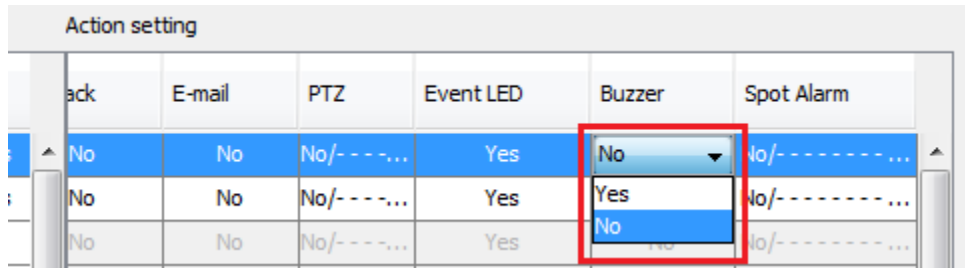 Action setting
ack E-mail PTZ Event LED Buzzer Spot Alarm
No No No/- - - -... Yes No No/- - - - - - - - ...
Yes
No No No/- - - -... Yes No/- - - - - - - - ...
No
No No No/- - - -... Yes No No/- - - - - - - - ...